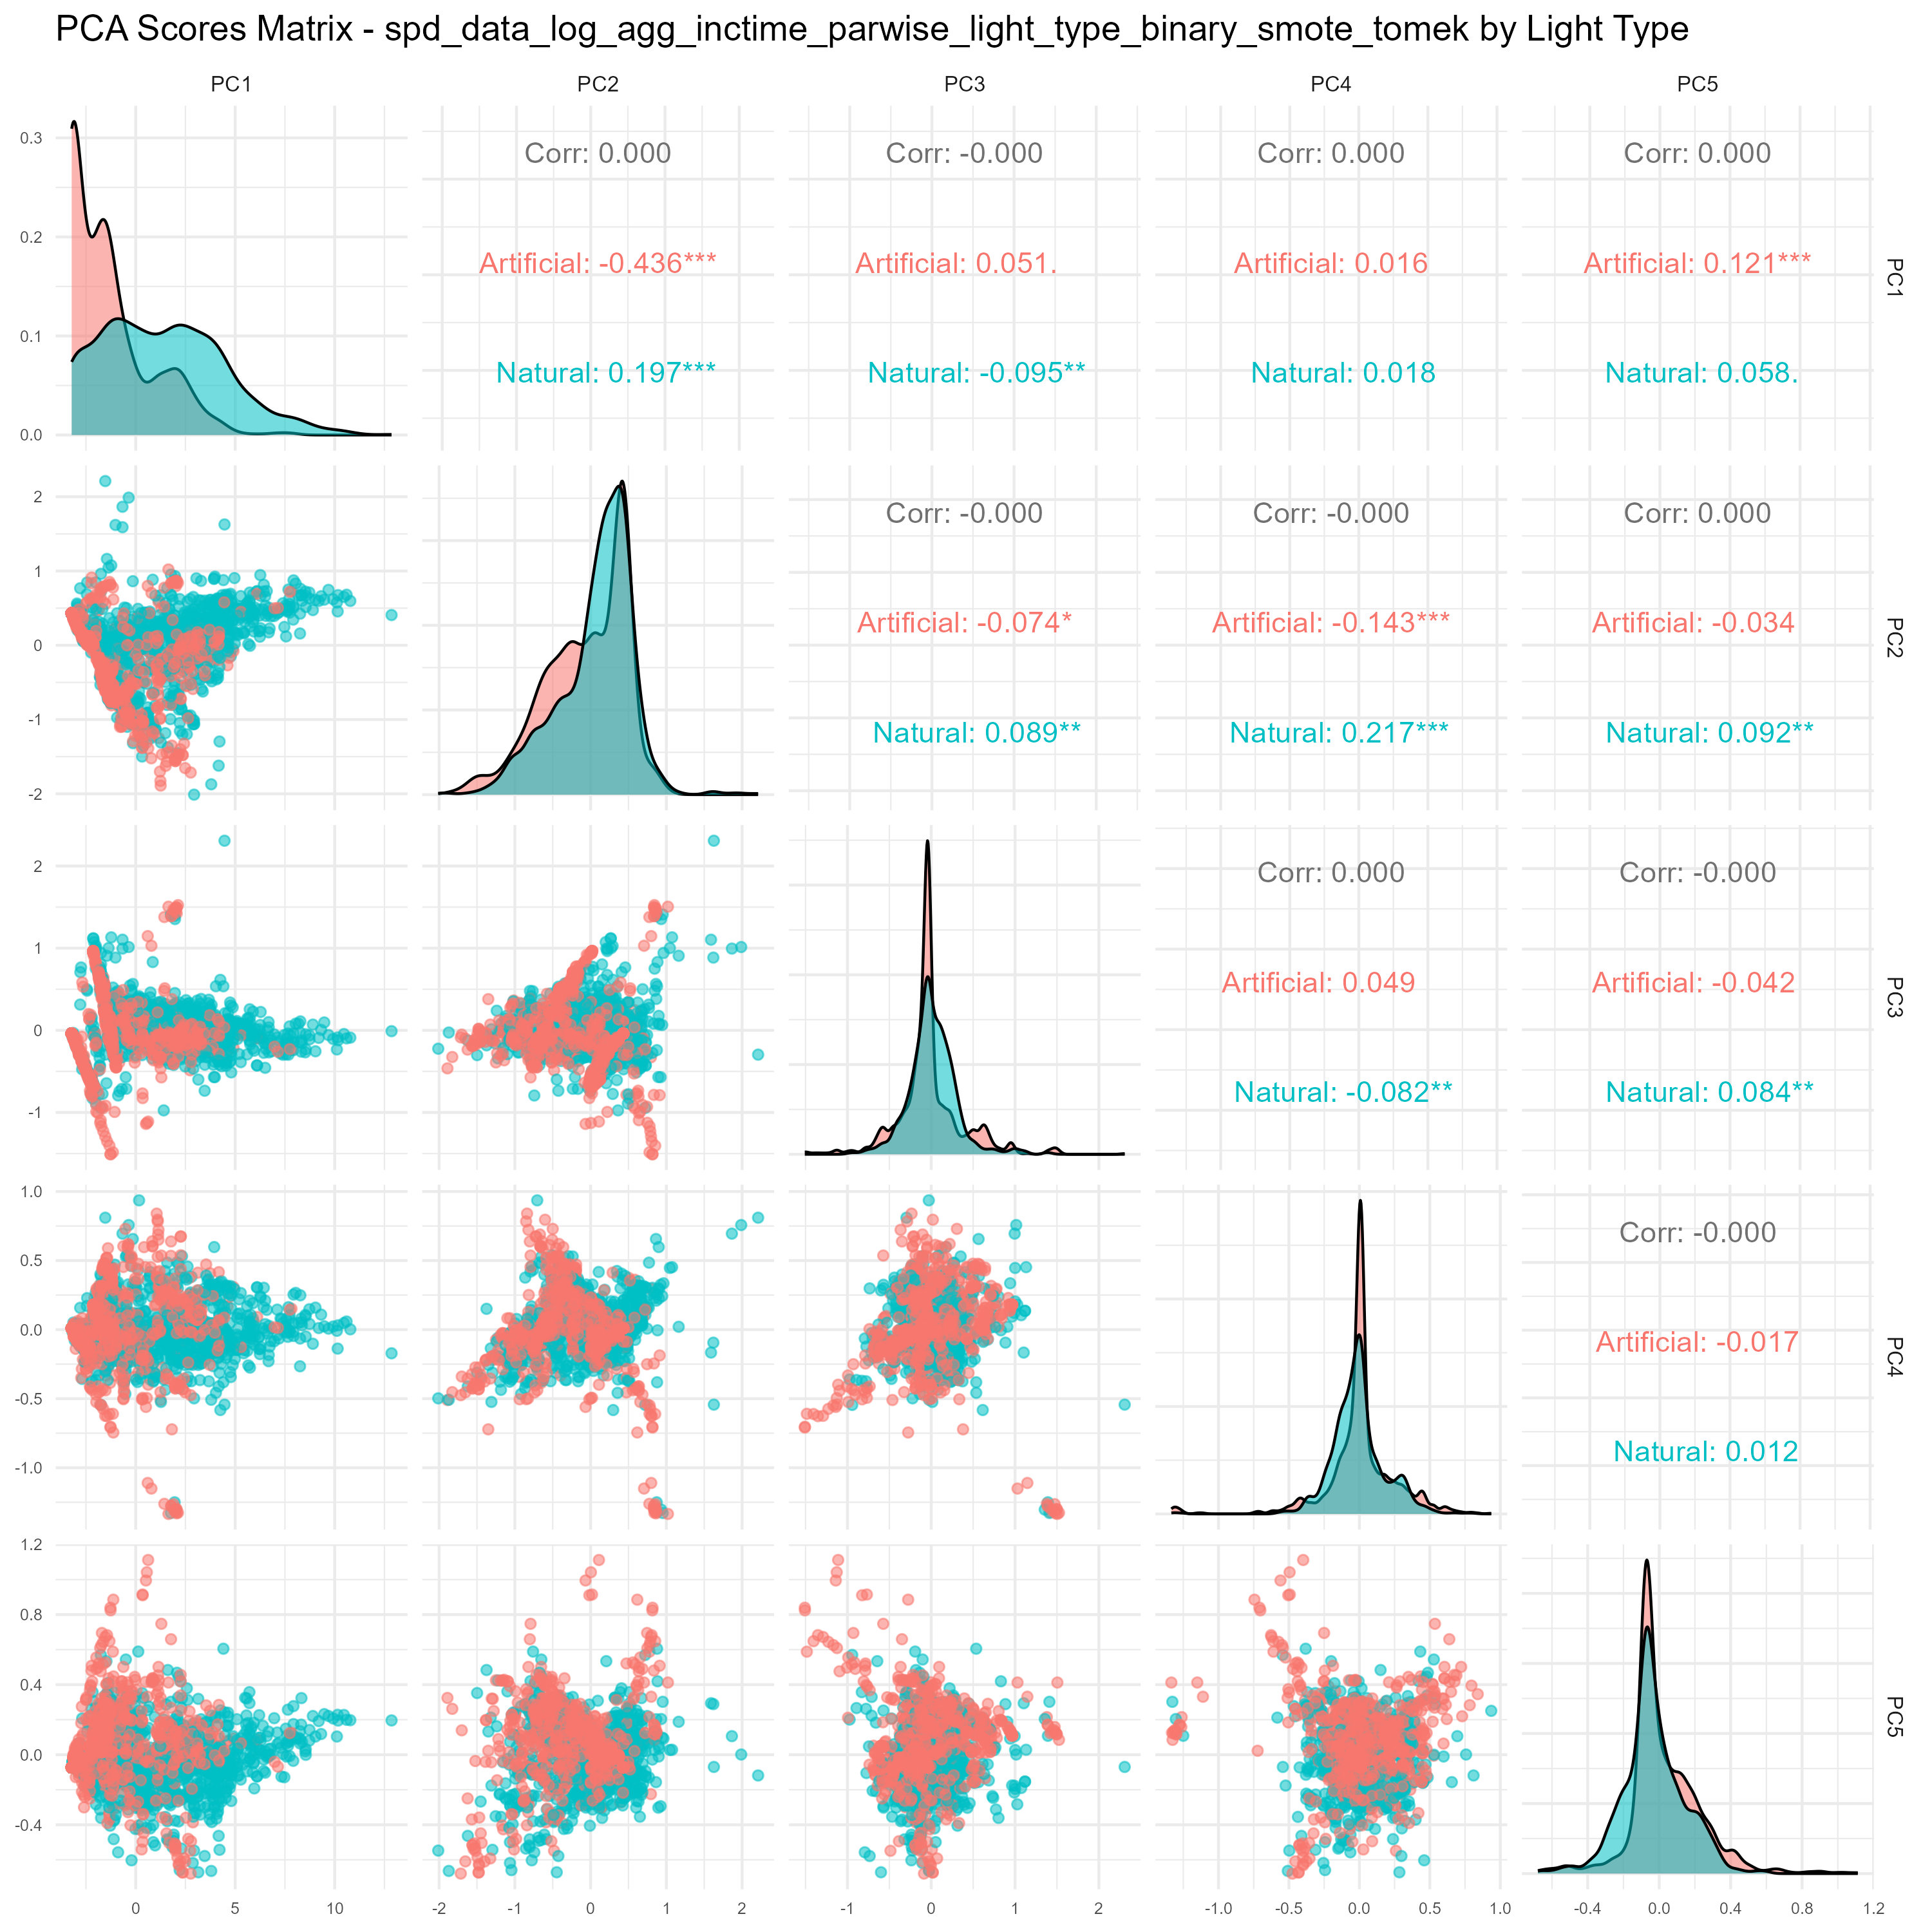 PCA Scores Matrix - spd_data_log_agg_inctime_parwise_light_type_binary_smote_tomek by Light Type
PC1 PC2 PC3 PC4 PC5
0.3
0.2
0.1
0.0
Corr: 0.000
Artificial: -0.436***
Natural: 0.197***
Corr: -0.000
Artificial: 0.051.
Natural: -0.095**
Corr: 0.000
Artificial: 0.016
Natural: 0.018
Corr: 0.000
Artificial: 0.121***
Natural: 0.058.
PC1
2
1
0
-1
-2
Corr: -0.000
Artificial: -0.074*
Natural: 0.089**
Corr: -0.000
Artificial: -0.143***
Natural: 0.217***
Corr: 0.000
Artificial: -0.034
Natural: 0.092**
PC2
2
1
0
-1
Corr: 0.000
Artificial: 0.049
Natural: -0.082**
Corr: -0.000
Artificial: -0.042
Natural: 0.084**
PC3
1.0
0.5
0.0
-0.5
-1.0
Corr: -0.000
Artificial: -0.017
Natural: 0.012
PC4
1.2
0.8
0.4
0.0
-0.4
PC5
0 5 10
-2 -1 0 1 2
-1 0 1 2
-1.0 -0.5 0.0 0.5 1.0
-0.4 0.0 0.4 0.8 1.2